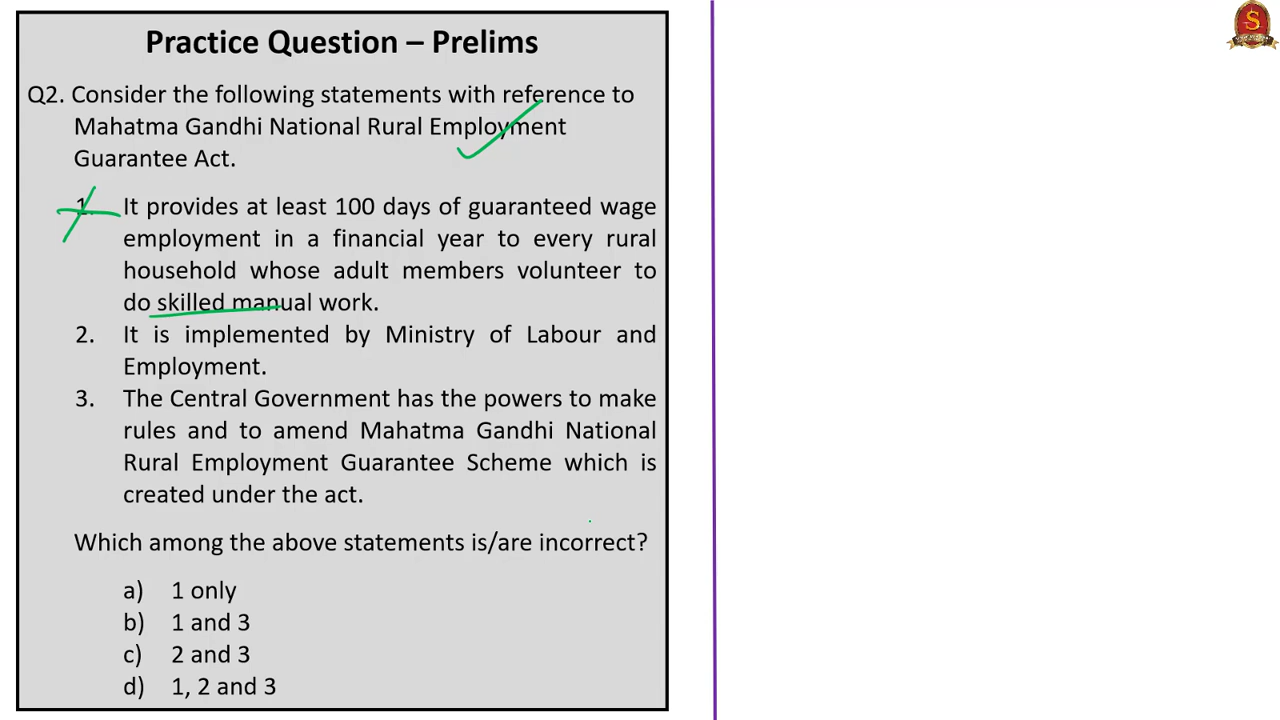 Practice Question – Prelims
Q2. Consider the following statements with reference to
Mahatma Gandhi National Rural Employment
Guarantee Act.
1. It provides at least 100 days of guaranteed wage
employment in a financial year to every rural
household whose adult members volunteer to
do skilled manual work.
2. It is implemented by Ministry of Labour and
Employment.
3. The Central Government has the powers to make
rules and to amend Mahatma Gandhi National
Rural Employment Guarantee Scheme which is
created under the act.
Which among the above statements is/are incorrect?
a) 1 only
b) 1 and 3
c) 2 and 3
d) 1, 2 and 3
S